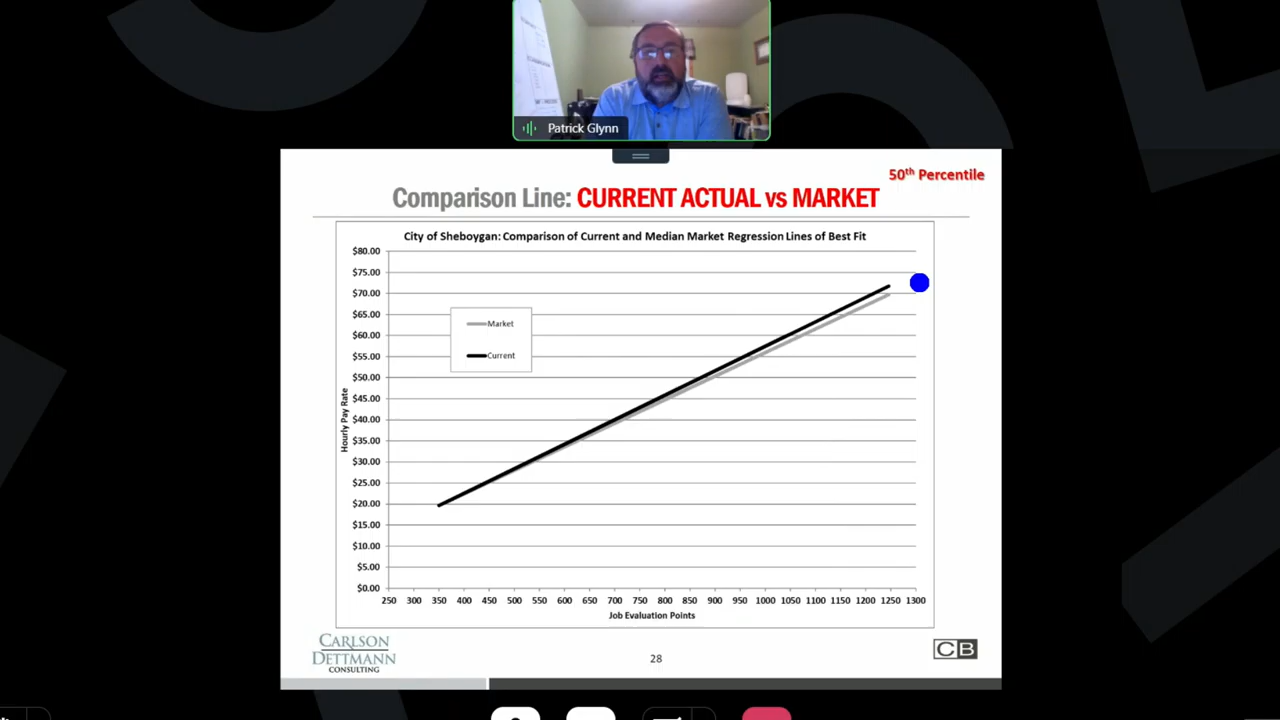 Patrick Glynn
50th Percentile
Comparison Line: CURRENT ACTUAL vs MARKET
City of Sheboygan: Comparison of Current and Median Market Regression Lines of Best Fit
$80.00
$75.00
$70.00
$65.00
$60.00
$55.00
$50.00
$45.00
$40.00
$35.00
$30.00
$25.00
$20.00
$15.00
$10.00
$5.00
$0.00
Hourly Pay Rate
Market
Current
250 300 350 400 450 500 550 600 650 700 750 800 850 900 950 1000 1050 1100 1150 1200 1250 1300
Job Evaluation Points
CARLSON
DETTMANN
CONSULTING
28
CB